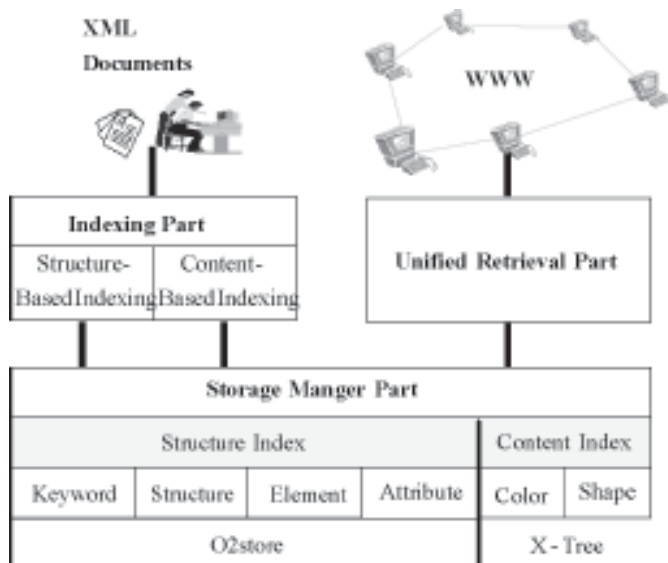 XML
Documents
WWW
Indexing Part
Structure-
BasedIndexing
Content-
BasedIndexing
Unified Retrieval Part
Storage Manger Part
Structure Index
Content Index
Keyword
Structure
Element
Attribute
Color
Shape
O2store
X-Tree